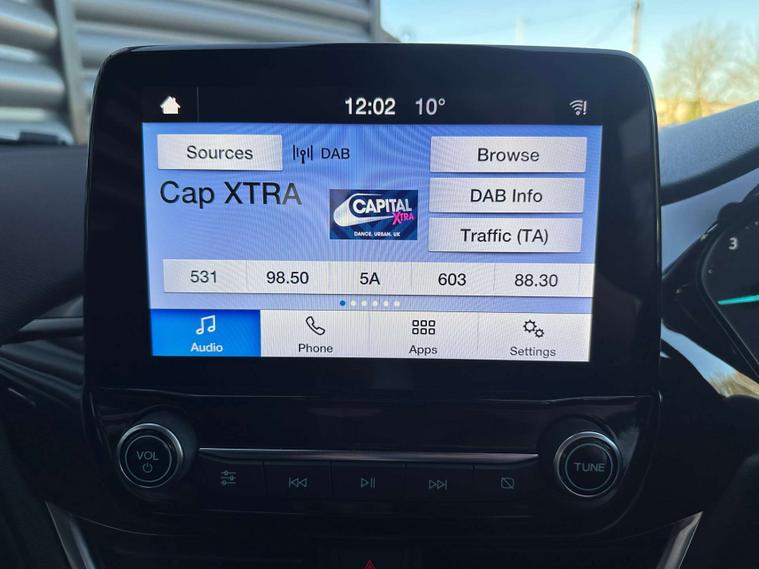 12:02 10°
Sources DAB Browse
Cap XTRA
CAPITAL
XTRA
DANCE. URBAN. UK
DAB Info
Traffic (TA)
531 98.50 5A 603 88.30
Audio Phone Apps Settings
VOL
TUNE
3